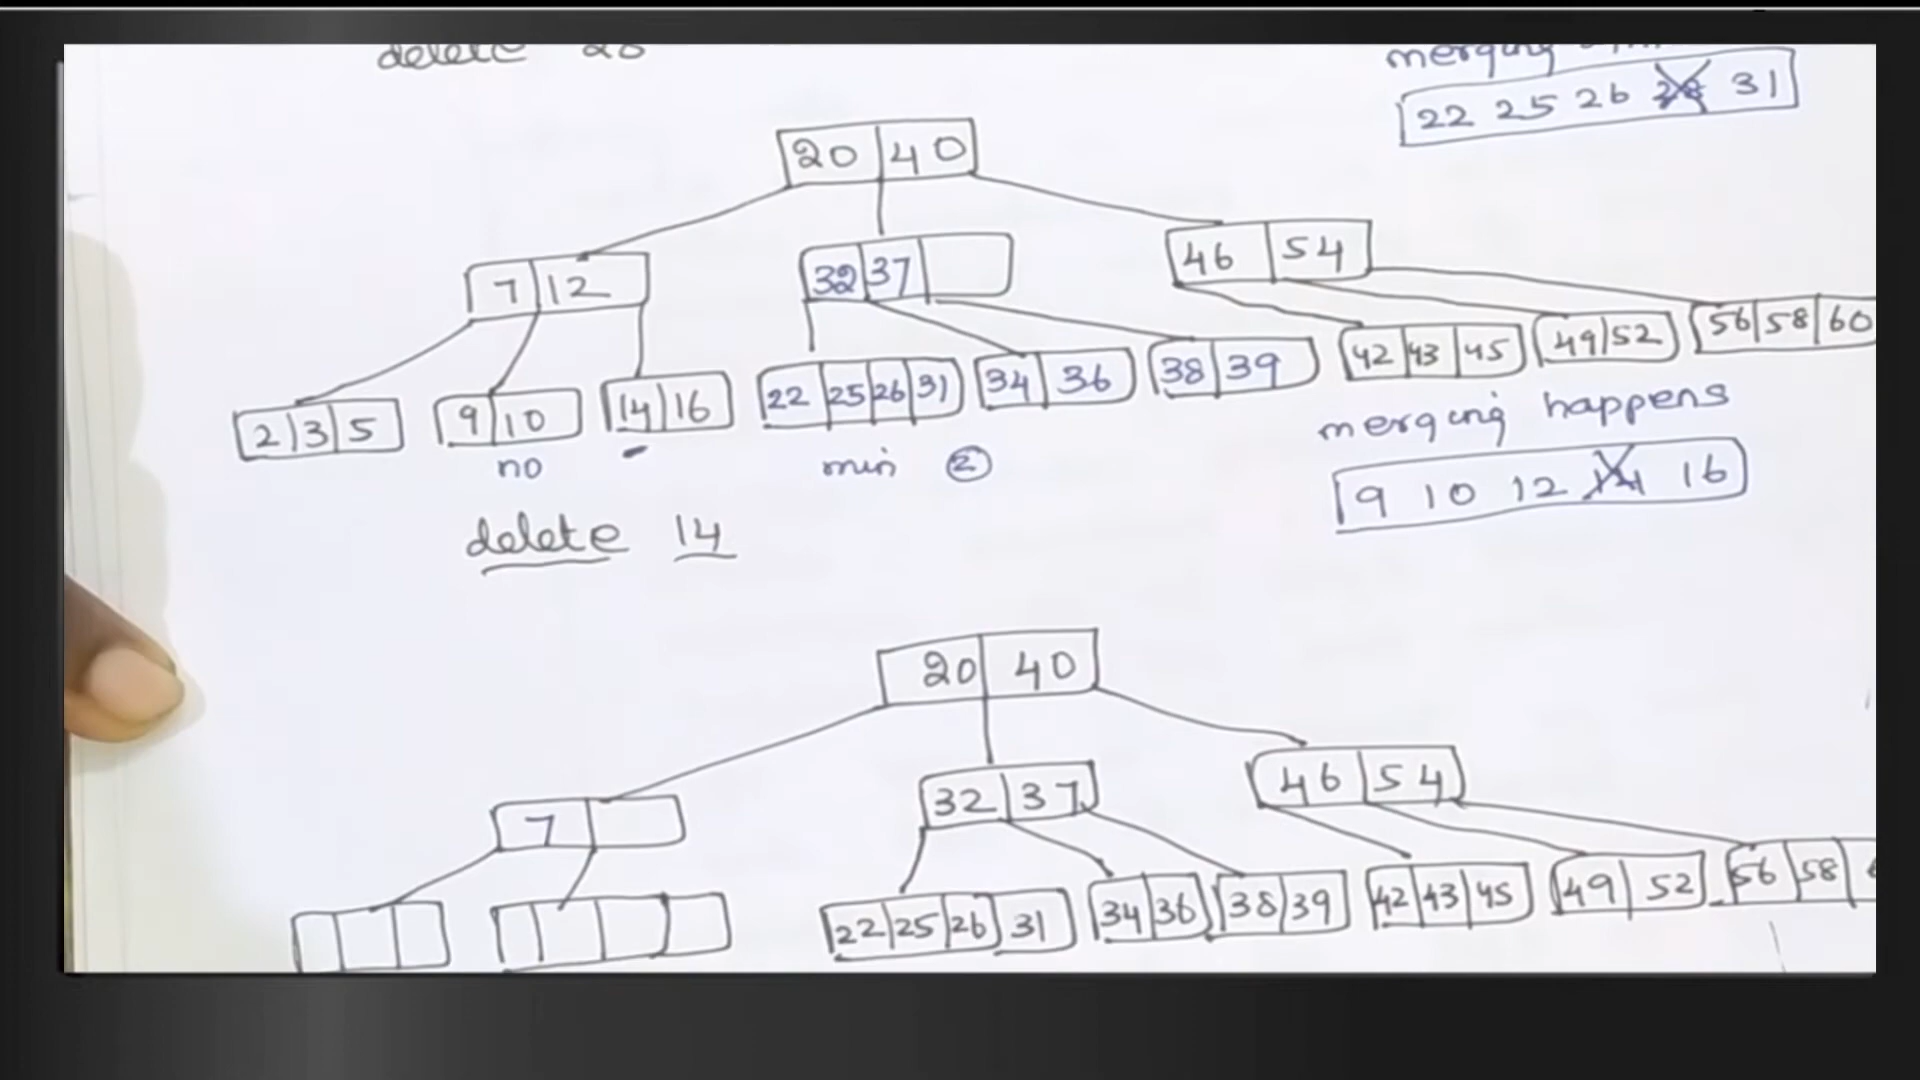 delete 28
merging
22 25 26 28 31
20 40
7 12
32 37
46 54
2 3 5
9 10
14 16
22 25 26 31
34 36
38 39
42 43 45
49 52
56 58 60
no
min 2
merging happens
9 10 12 14 16
delete 14
20 40
7
32 37
46 54
22 25 26 31
34 36
38 39
42 43 45
49 52
56 58